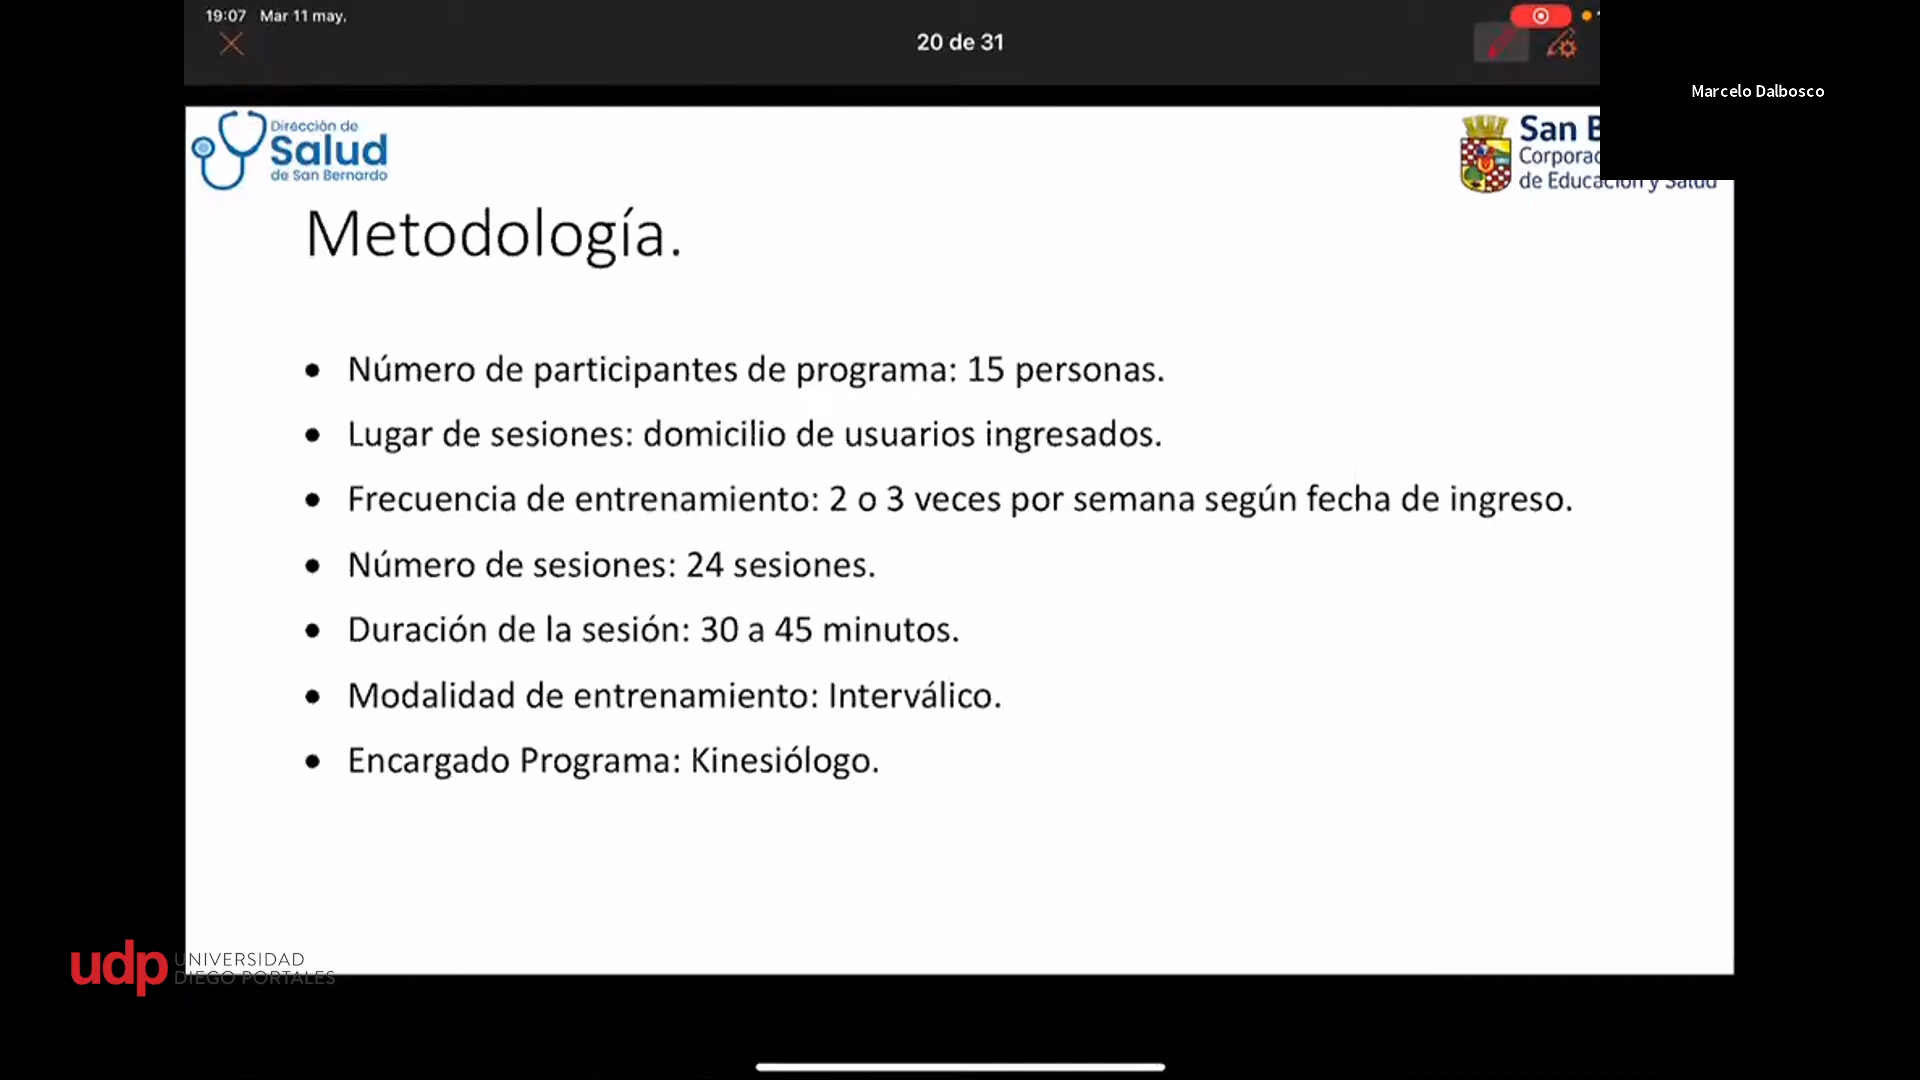 19:07 Mar 11 may.
20 de 31
Marcelo Dalbosco
Dirección de
Salud
de San Bernardo
San
de Educación y Salud
Metodología.
• Número de participantes de programa: 15 personas.
• Lugar de sesiones: domicilio de usuarios ingresados.
• Frecuencia de entrenamiento: 2 o 3 veces por semana según fecha de ingreso.
• Número de sesiones: 24 sesiones.
• Duración de la sesión: 30 a 45 minutos.
• Modalidad de entrenamiento: Interválico.
• Encargado Programa: Kinesiólogo.
udp UNIVERSIDAD
DIEGO PORTALES